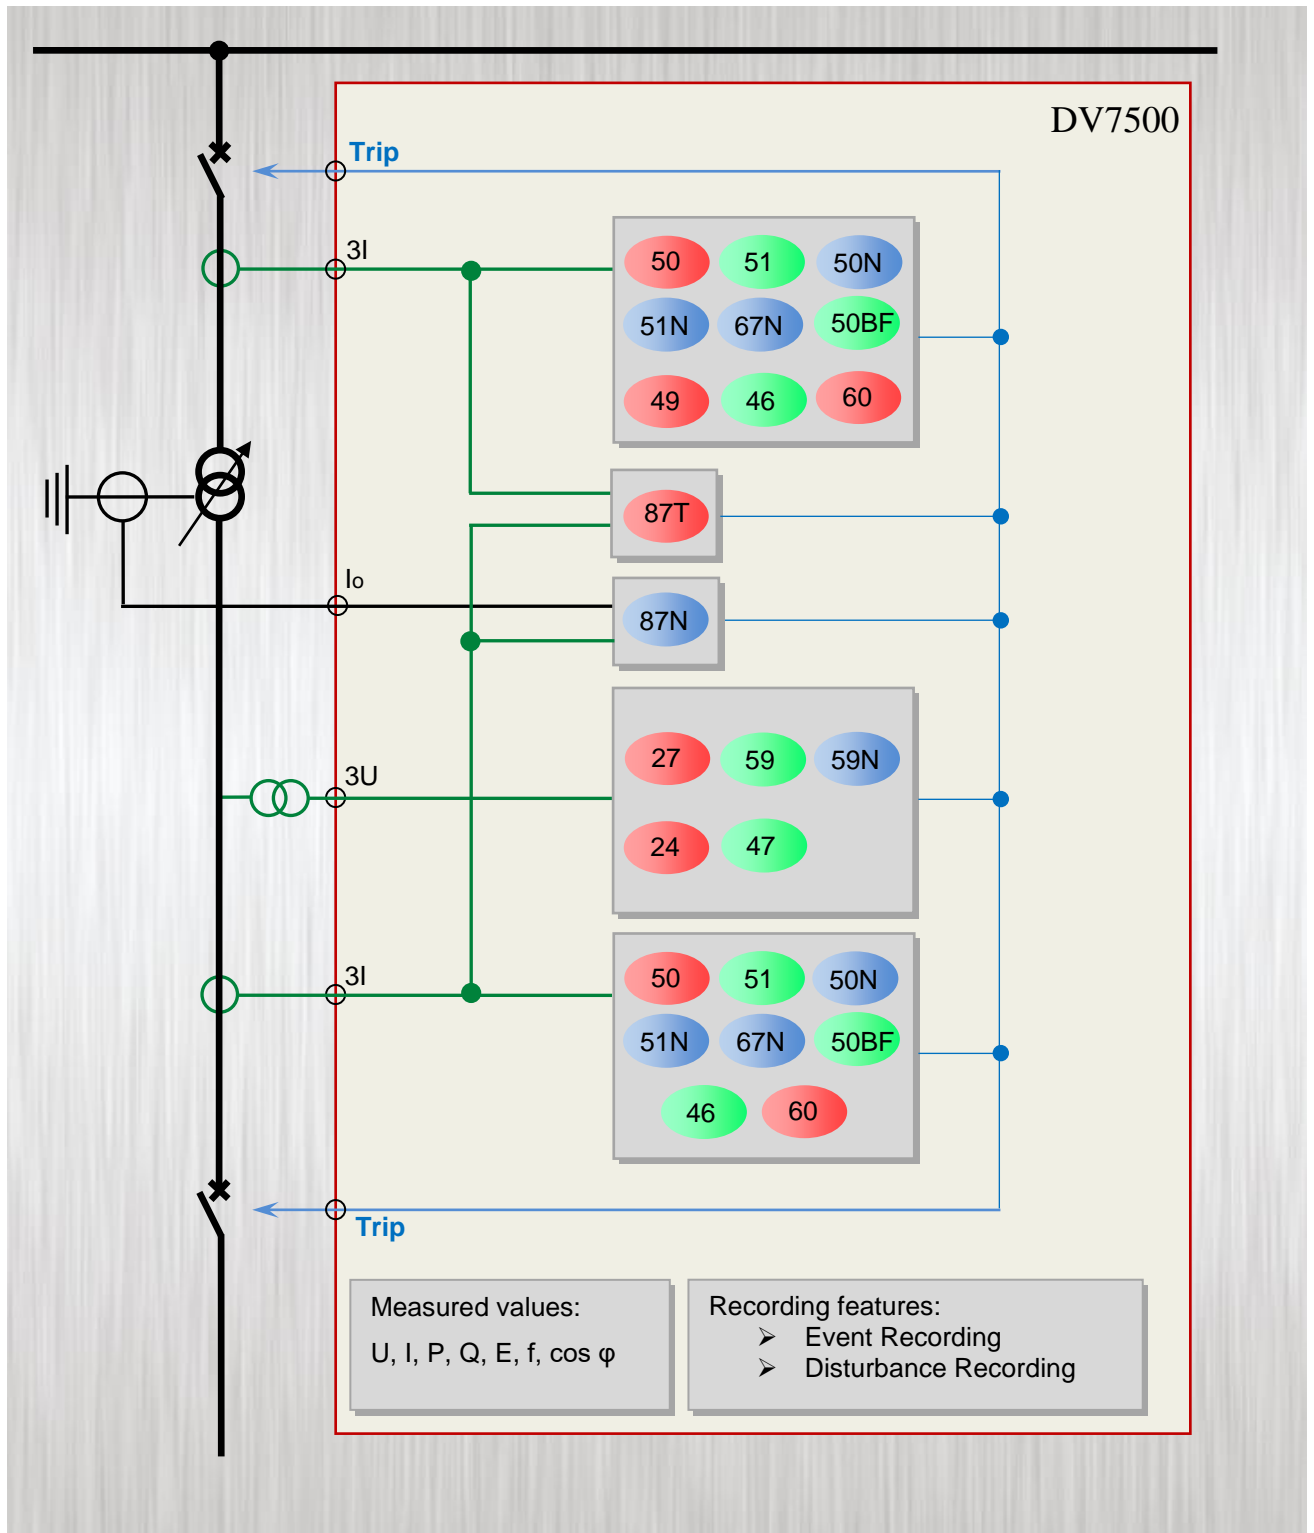 DV7500
Trip
3I
50 51 50N
51N 67N 50BF
49 46 60
87T
Io
87N
3U
27 59 59N
24 47
3I
50 51 50N
51N 67N 50BF
46 60
Trip
Measured values:
U, I, P, Q, E, f, cos φ
Recording features:
➢ Event Recording
➢ Disturbance Recording